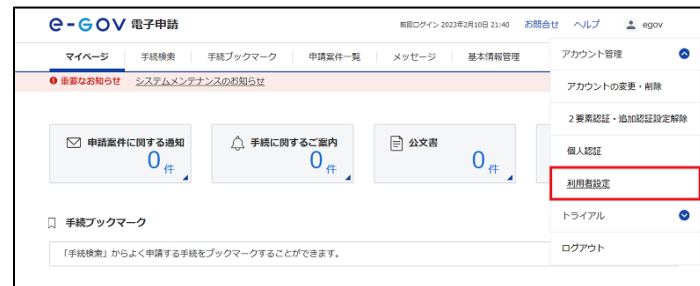 e-GOV 電子申請
前回ログイン 2023年2月10日 21:40 お問合せ ヘルプ egov
マイページ 手続検索 手続ブックマーク 申請案件一覧 メッセージ 基本情報管理
重要なお知らせ システムメンテナンスのお知らせ
申請案件に関する通知
0 件
手続に関するご案内
0 件
公文書
0 件
手続ブックマーク
「手続検索」からよく申請する手続をブックマークすることができます。
アカウント管理
アカウントの変更・削除
2要素認証・追加認証設定解除
個人認証
利用者設定
トライアル
ログアウト